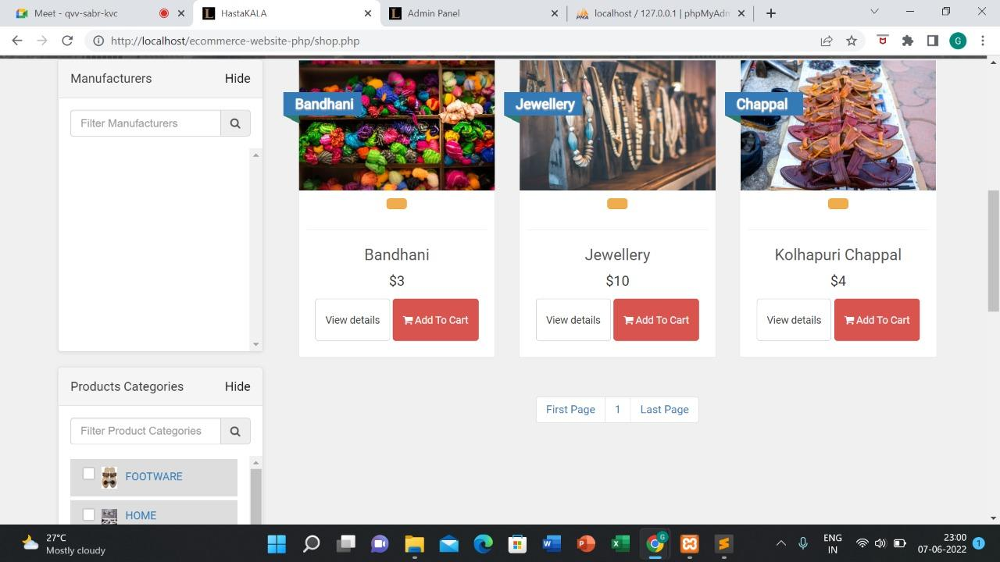 Meet - qvv-sabr-kvc
HastaKALA
Admin Panel
localhost / 127.0.0.1 | phpMyAdm
http://localhost/ecommerce-website-php/shop.php
G
Manufacturers Hide
Filter Manufacturers
Products Categories Hide
Filter Product Categories
FOOTWARE
HOME
Bandhani
Bandhani
$3
View details Add To Cart
Jewellery
Jewellery
$10
View details Add To Cart
Chappal
Kolhapuri Chappal
$4
View details Add To Cart
First Page 1 Last Page
27°C
Mostly cloudy
ENG
IN
23:00
07-06-2022
1